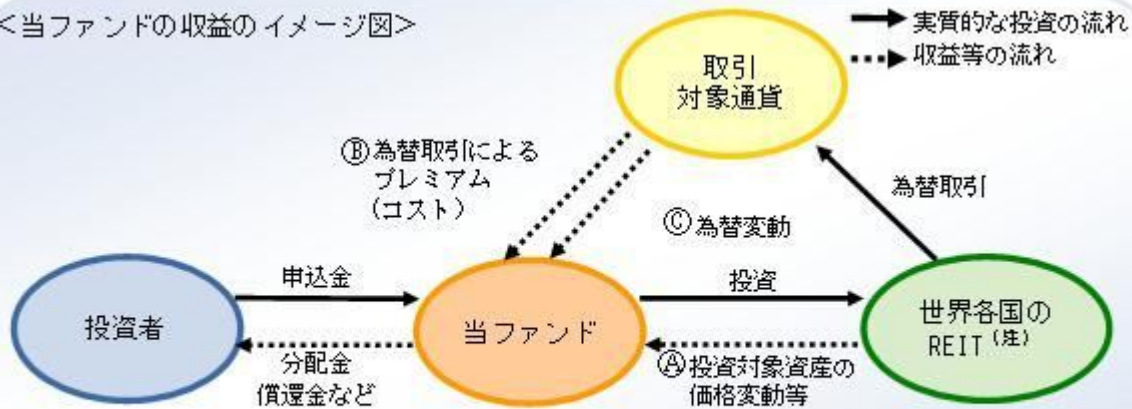 <当ファンドの収益のイメージ図>
実質的な投資の流れ
収益等の流れ
取引
対象通貨
Ⓑ為替取引による
プレミアム
(コスト)
為替取引
Ⓒ為替変動
投資者
申込金
分配金
償還金など
当ファンド
投資
Ⓐ投資対象資産の
価格変動等
世界各国の
REIT(注)